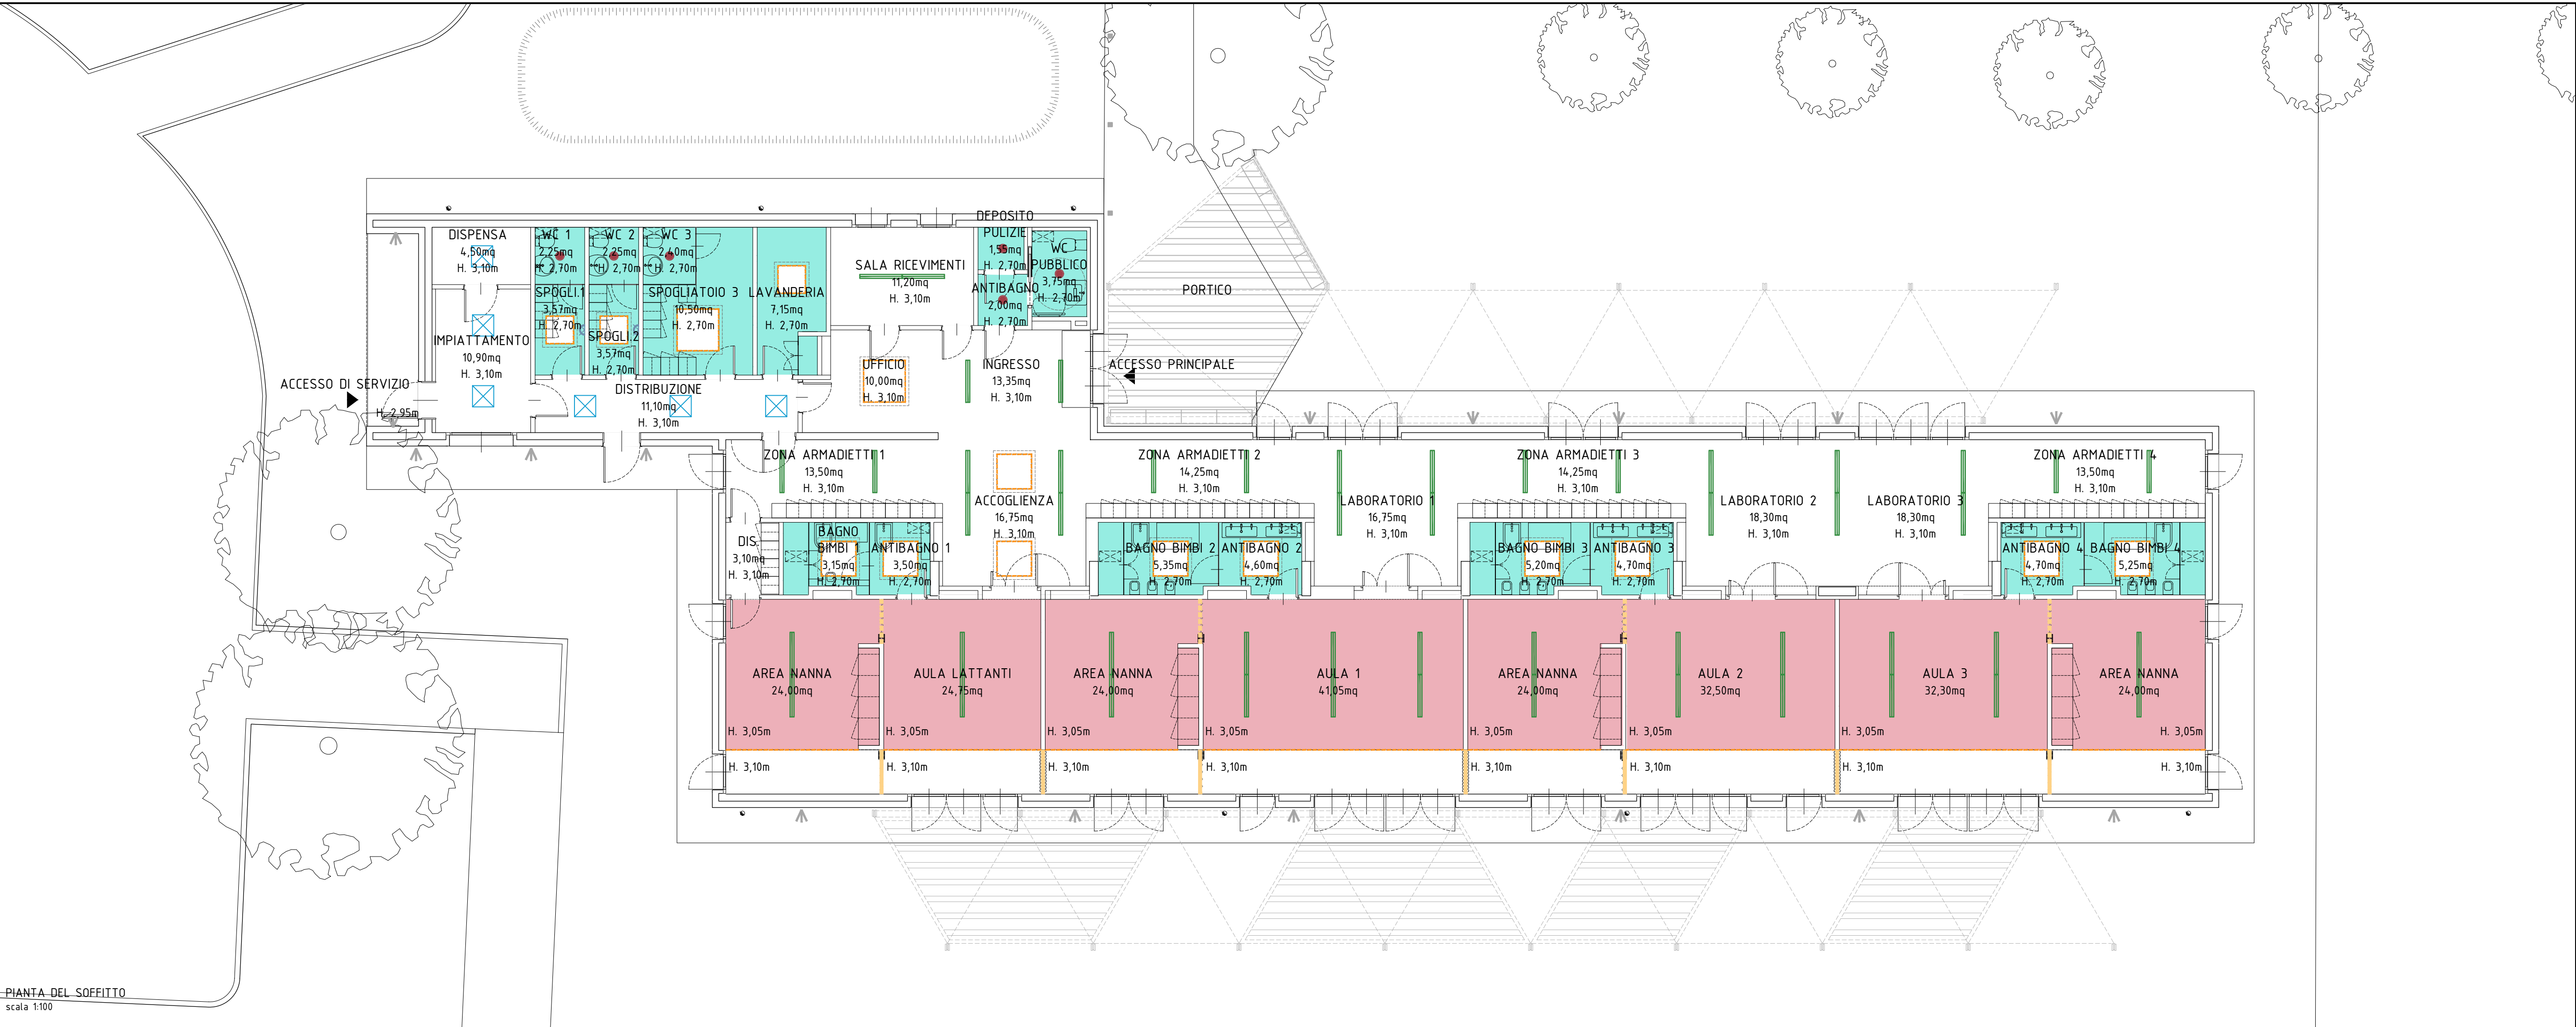 DISPENSA
4,50mq
H. 3,10m
WC 1
2,25mq
H. 2,70m
WC 2
2,25mq
H. 2,70m
WC 3
2,40mq
H. 2,70m
SPOGLI.1
3,57mq
H. 2,70m
SPOGLI.2
3,57mq
H. 2,70m
SPOGLIATOIO 3
10,50mq
H. 2,70m
LAVANDERIA
7,15mq
H. 2,70m
SALA RICEVIMENTI
11,20mq
H. 3,10m
DEPOSITO
PULIZIE
1,55mq
H. 2,70m
ANTIBAGNO
2,00mq
H. 2,70m
WC
PUBBLICO
3,75mq
H. 2,70m
PORTICO
IMPIATTAMENTO
10,90mq
H. 3,10m
ACCESSO DI SERVIZIO
H. 2,95m
DISTRIBUZIONE
11,10mq
H. 3,10m
UFFICIO
10,00mq
H. 3,10m
INGRESSO
13,35mq
H. 3,10m
ACCESSO PRINCIPALE
ZONA ARMADIETTI 1
13,50mq
H. 3,10m
ACCOGLIENZA
16,75mq
H. 3,10m
ZONA ARMADIETTI 2
14,25mq
H. 3,10m
LABORATORIO 1
16,75mq
H. 3,10m
ZONA ARMADIETTI 3
14,25mq
H. 3,10m
LABORATORIO 2
18,30mq
H. 3,10m
LABORATORIO 3
18,30mq
H. 3,10m
ZONA ARMADIETTI 4
13,50mq
H. 3,10m
DIS.
3,10mq
H. 3,10m
BAGNO
BIMBI 1
3,15mq
H. 2,70m
ANTIBAGNO 1
3,50mq
H. 2,70m
BAGNO BIMBI 2
5,35mq
H. 2,70m
ANTIBAGNO 2
4,60mq
H. 2,70m
BAGNO BIMBI 3
5,20mq
H. 2,70m
ANTIBAGNO 3
4,70mq
H. 2,70m
ANTIBAGNO 4
4,70mq
H. 2,70m
BAGNO BIMBI 4
5,25mq
H. 2,70m
AREA NANNA
24,00mq
H. 3,05m
H. 3,10m
AULA LATTANTI
24,75mq
H. 3,05m
H. 3,10m
AREA NANNA
24,00mq
H. 3,05m
H. 3,10m
AULA 1
41,05mq
H. 3,05m
H. 3,10m
AREA NANNA
24,00mq
H. 3,05m
H. 3,10m
AULA 2
32,50mq
H. 3,05m
H. 3,10m
AULA 3
32,30mq
H. 3,05m
H. 3,10m
AREA NANNA
24,00mq
H. 3,05m
H. 3,10m
PIANTA DEL SOFFITTO
scala 1:100